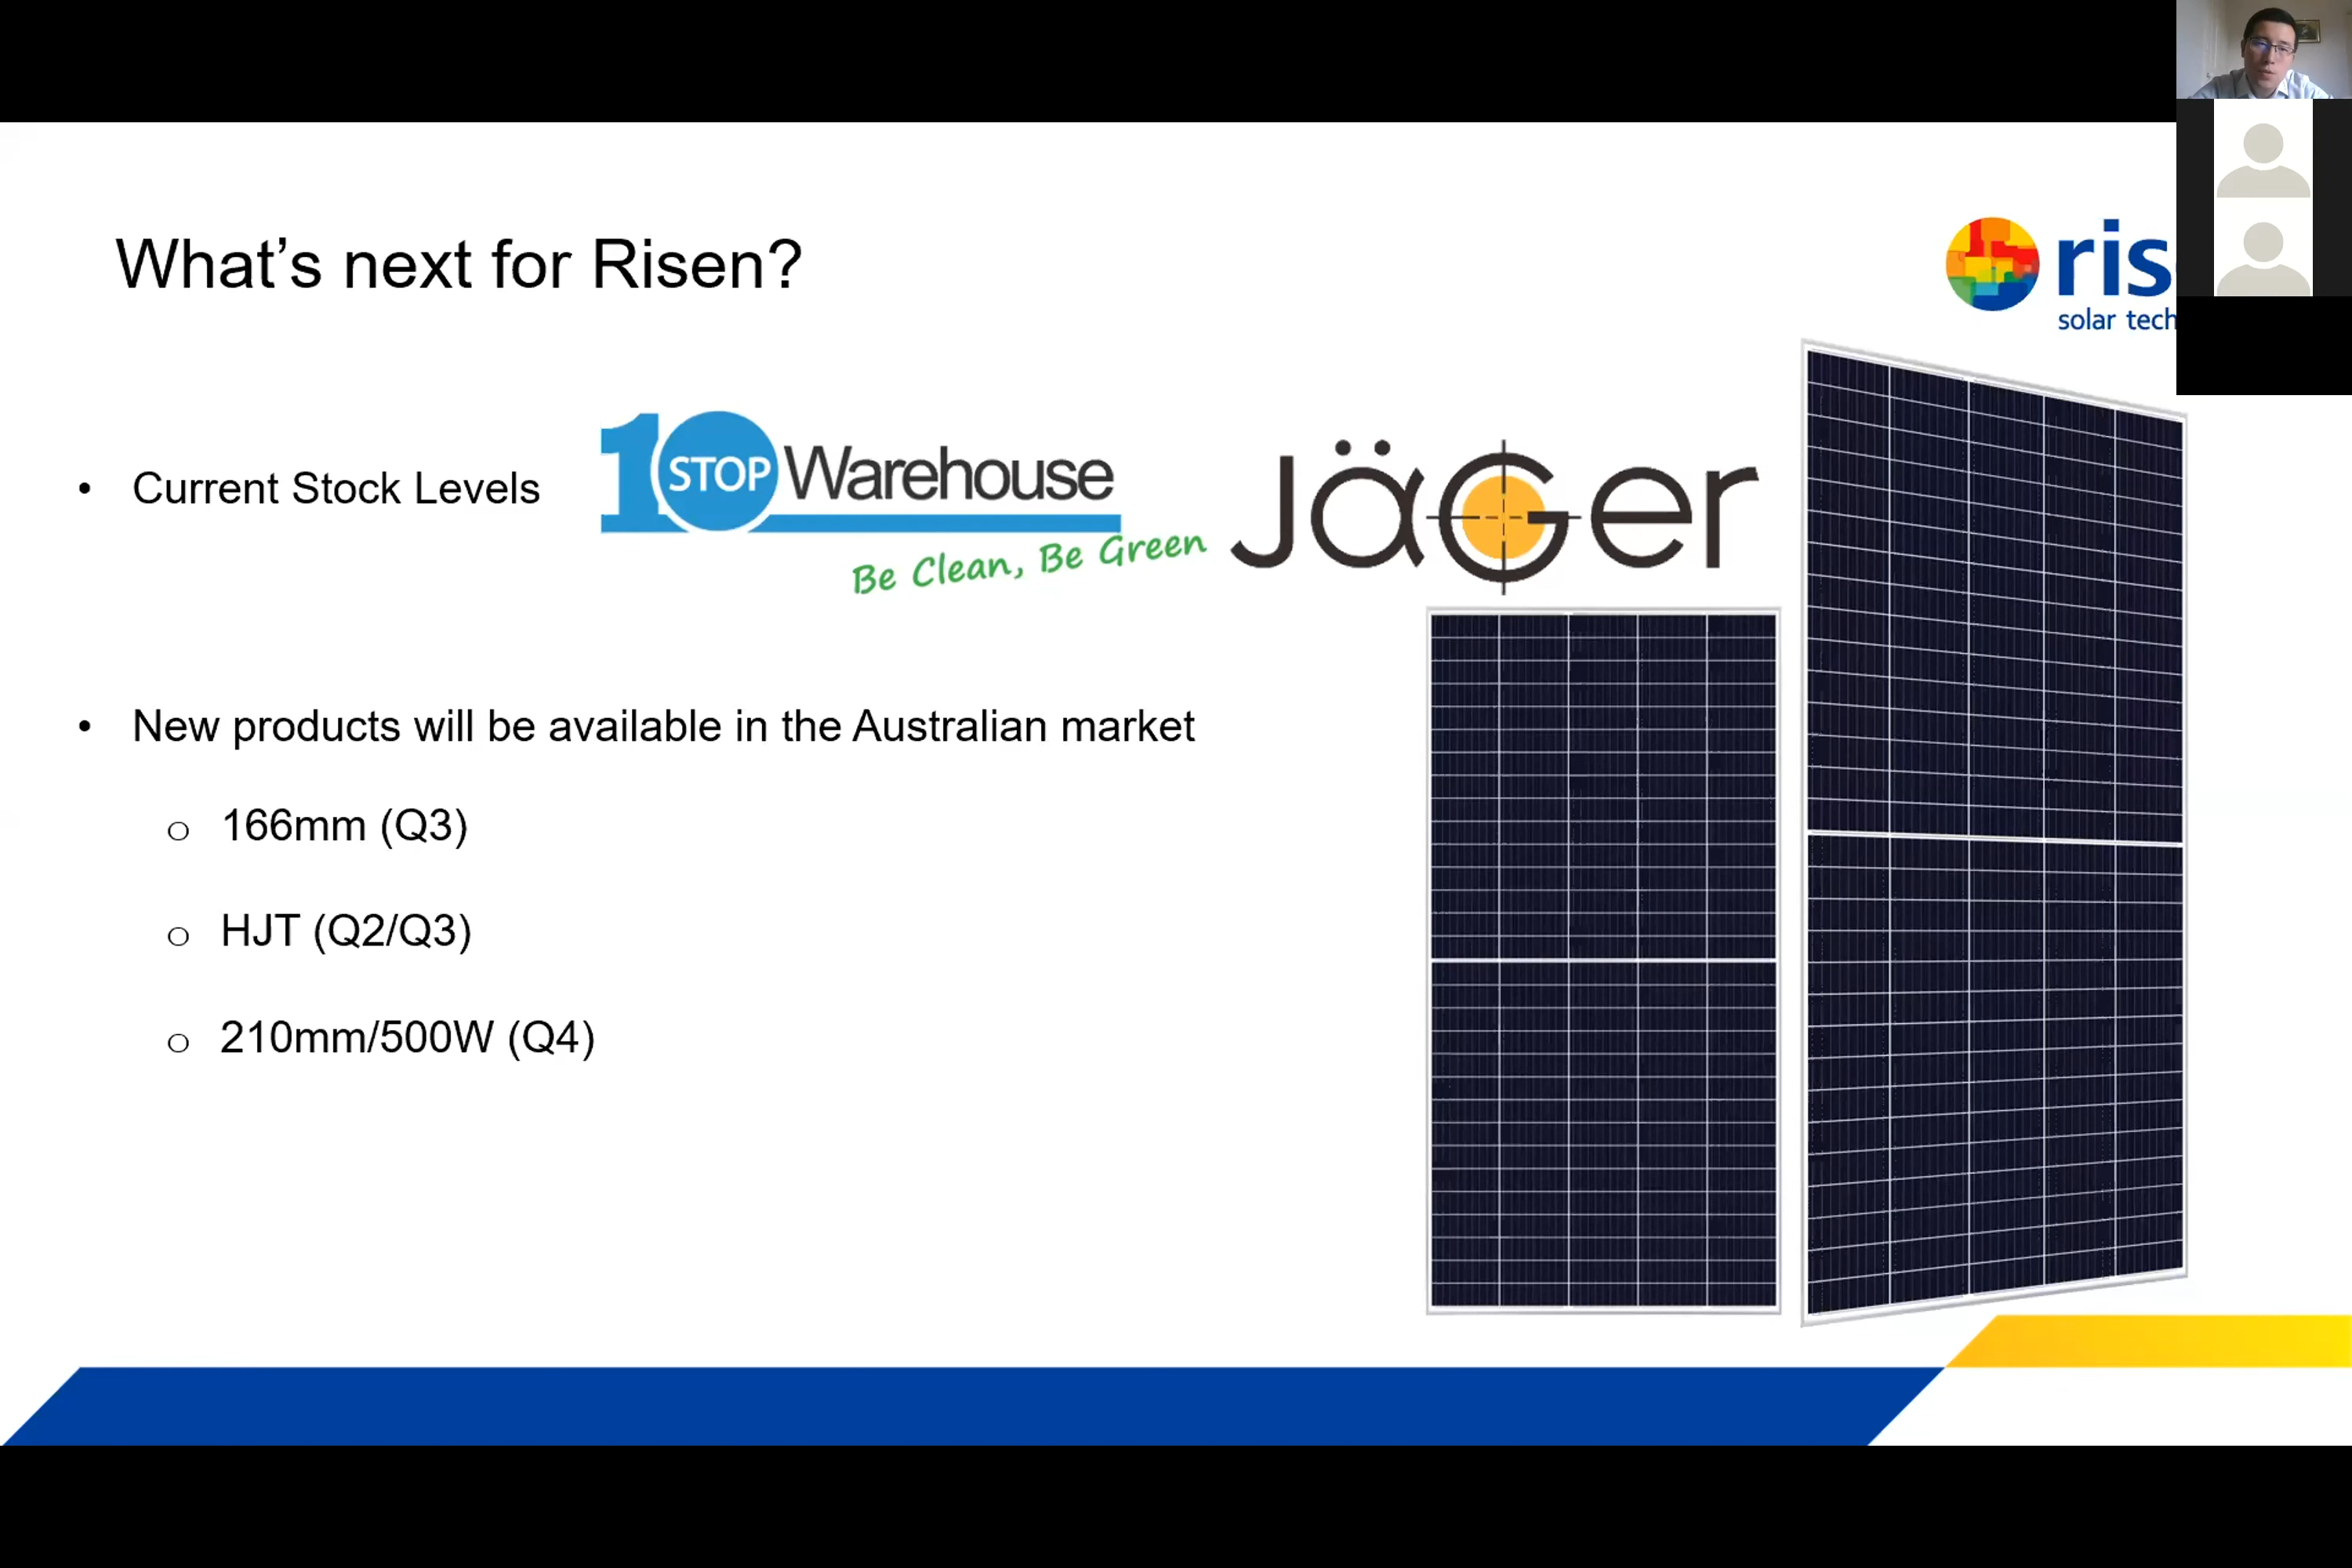 What's next for Risen?
ris
solar tech
• Current Stock Levels
1 STOP Warehouse
Be Clean, Be Green
JäGer
• New products will be available in the Australian market
o 166mm (Q3)
o HJT (Q2/Q3)
o 210mm/500W (Q4)